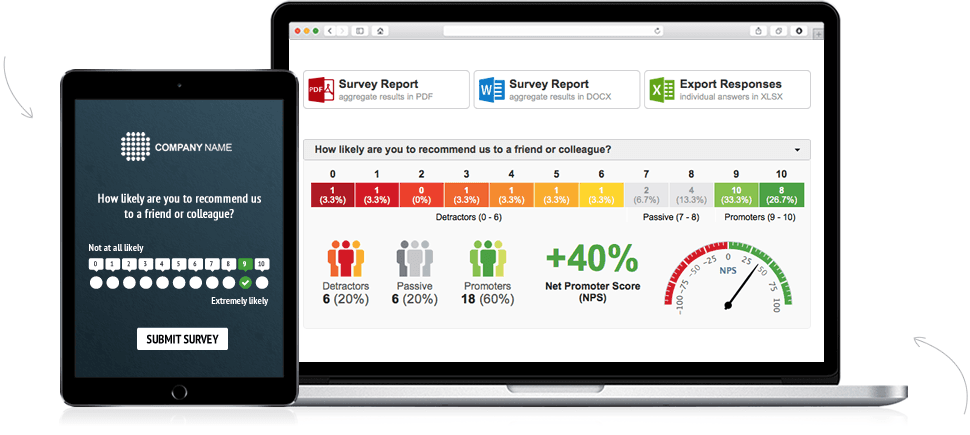 COMPANY NAME
How likely are you to recommend us
to a friend or colleague?
Not at all likely
0 1 2 3 4 5 6 7 8 9 10
Extremely likely
SUBMIT SURVEY
PDF
Survey Report
aggregate results in PDF
W
Survey Report
aggregate results in DOCX
X
Export Responses
individual answers in XLSX
How likely are you to recommend us to a friend or colleague?
0 1 2 3 4 5 6 7 8 9 10
1 1 0 1 1 1 1 2 4 10 8
(3.3%) (3.3%) (0%) (3.3%) (3.3%) (3.3%) (3.3%) (6.7%) (13.3%) (33.3%) (26.7%)
Detractors (0 - 6) Passive (7 - 8) Promoters (9 - 10)
Detractors
6 (20%)
Passive
6 (20%)
Promoters
18 (60%)
+40%
Net Promoter Score
(NPS)
-100 -75 -50 -25 0 25 50 75 100
NPS